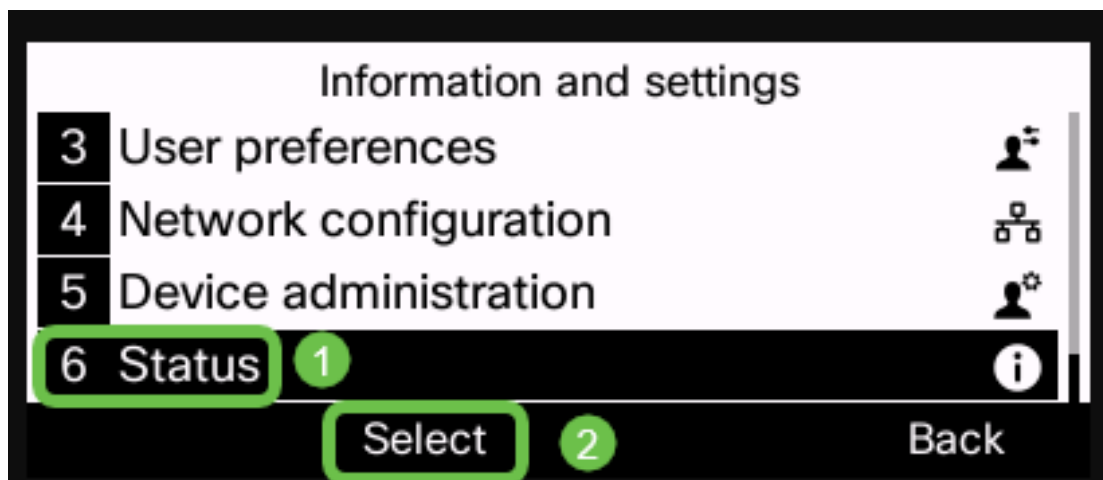 Information and settings
3 User preferences
4 Network configuration
5 Device administration
6 Status 1
Select 2 Back